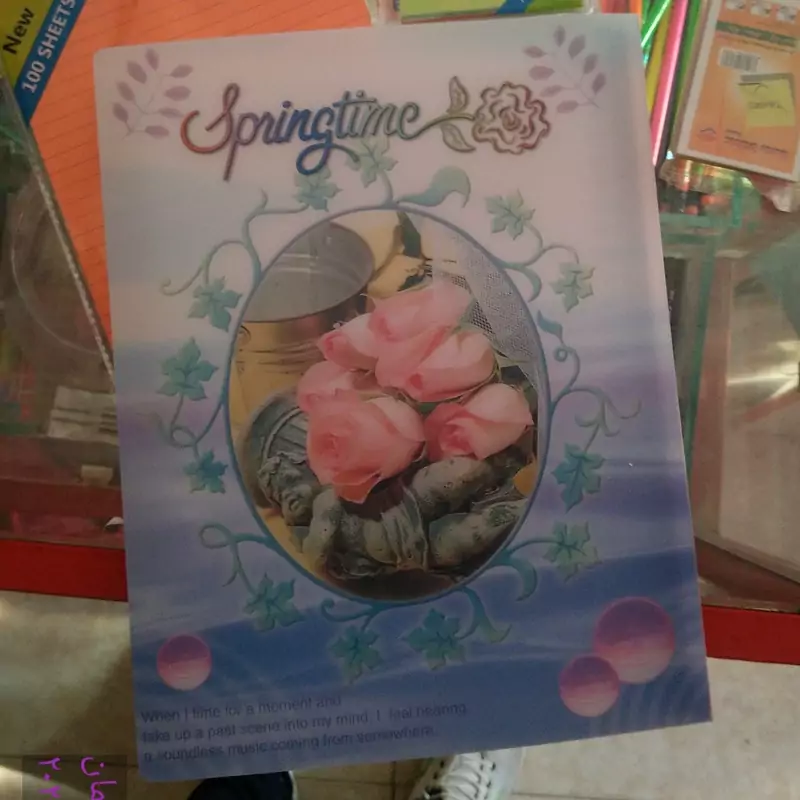 New
100 SHEETS
Springtime
When I time for a moment and
take up a past scene into my mind, I feal hearing
a soundless music coming from somewhere.